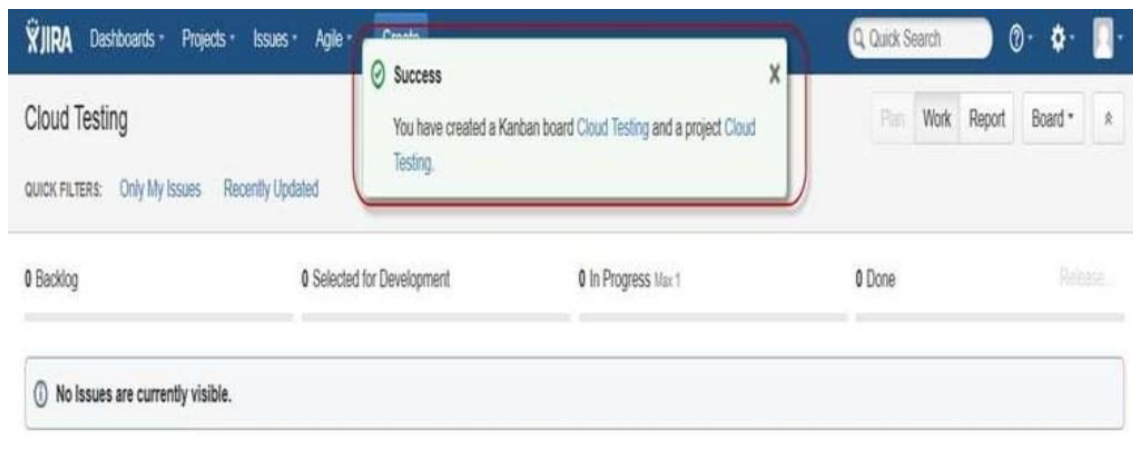 JIRA Dashboards Projects Issues Agile Create Quick Search
Success
You have created a Kanban board Cloud Testing and a project Cloud
Testing.
Cloud Testing
Plan Work Report Board
QUICK FILTERS: Only My Issues Recently Updated
0 Backlog 0 Selected for Development 0 In Progress Max 1 0 Done Release...
No Issues are currently visible.